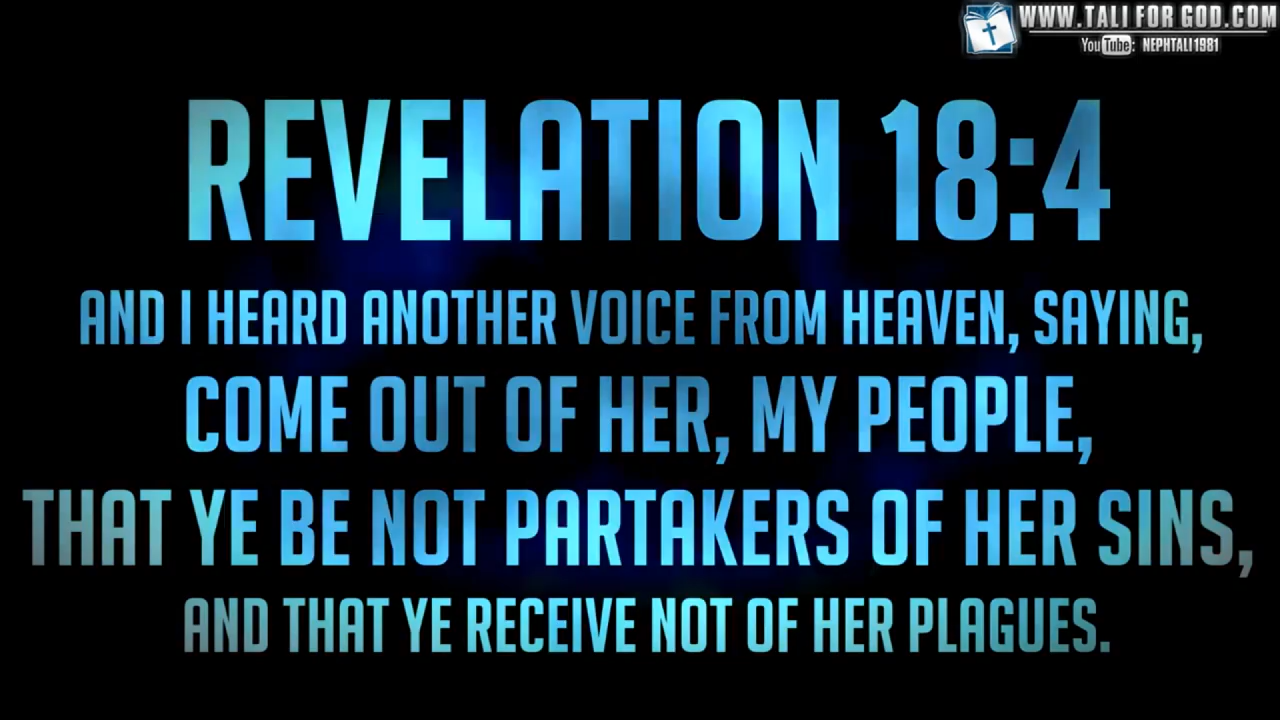 WWW.TALI FOR GOD.COM
YouTube: NEPHTALI1981
REVELATION 18:4
AND I HEARD ANOTHER VOICE FROM HEAVEN, SAYING,
COME OUT OF HER, MY PEOPLE,
THAT YE BE NOT PARTAKERS OF HER SINS,
AND THAT YE RECEIVE NOT OF HER PLAGUES.